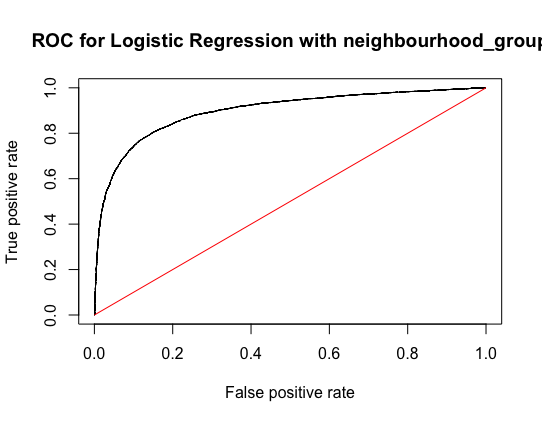 ROC for Logistic Regression with neighbourhood_group
True positive rate
1.0
0.8
0.6
0.4
0.2
0.0
0.0 0.2 0.4 0.6 0.8 1.0
False positive rate